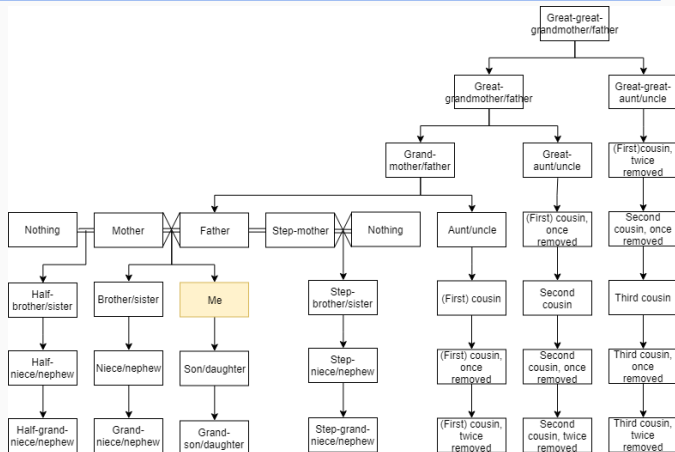 Great-great-
grandmother/father
Great-
grandmother/father
Great-great-
aunt/uncle
Grand-
mother/father
Great-
aunt/uncle
(First)cousin,
twice
removed
Nothing
Mother
Father
Step-mother
Nothing
Aunt/uncle
(First) cousin,
once
removed
Second
cousin, once
removed
Half-
brother/sister
Brother/sister
Me
Step-
brother/sister
(First) cousin
Second
cousin
Third cousin
Half-
niece/nephew
Niece/nephew
Son/daughter
Step-
niece/nephew
(First) cousin,
once
removed
Second
cousin, once
removed
Third cousin,
once
removed
Half-grand-
niece/nephew
Grand-
niece/nephew
Grand-
son/daughter
Step-grand-
niece/nephew
(First) cousin,
twice
removed
Second
cousin, twice
removed
Third cousin,
twice
removed